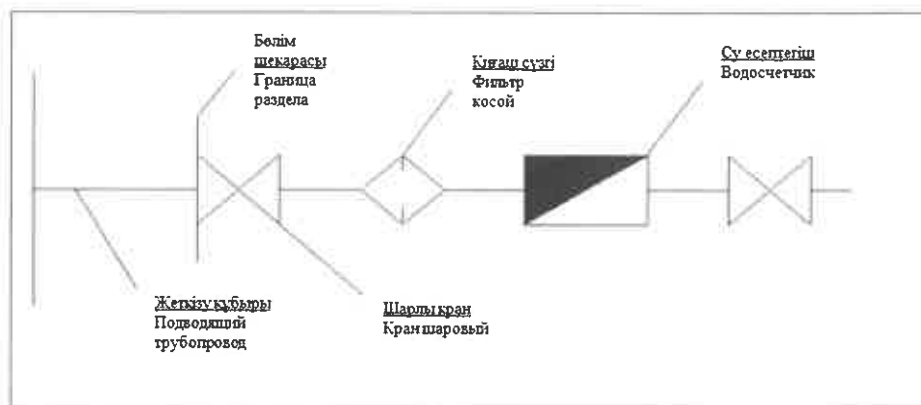 Бөлім
шекарасы
Граница
раздела
Қиғаш сүзгі
Фильтр
косой
Су есептегіш
Водосчетчик
Жеткізу құбыры
Подводящий
трубопровод
Шарлы кран
Кран шаровый